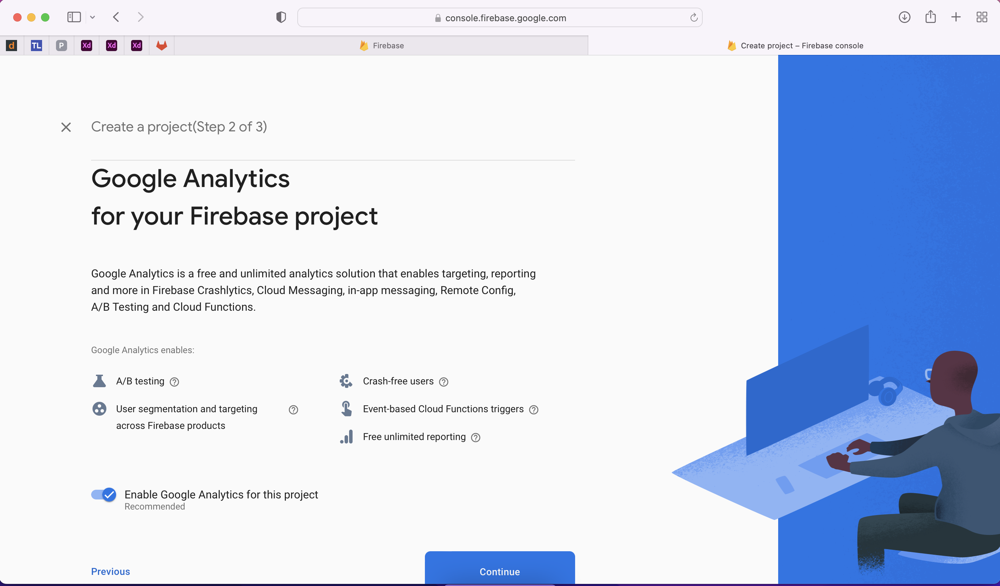 console.firebase.google.com
d
TL
P
Xd
Xd
Xd
Firebase
Create project – Firebase console
Create a project(Step 2 of 3)
Google Analytics
for your Firebase project
Google Analytics is a free and unlimited analytics solution that enables targeting, reporting
and more in Firebase Crashlytics, Cloud Messaging, in-app messaging, Remote Config,
A/B Testing and Cloud Functions.
Google Analytics enables:
A/B testing
User segmentation and targeting
across Firebase products
Crash-free users
Event-based Cloud Functions triggers
Free unlimited reporting
Enable Google Analytics for this project
Recommended
Previous
Continue